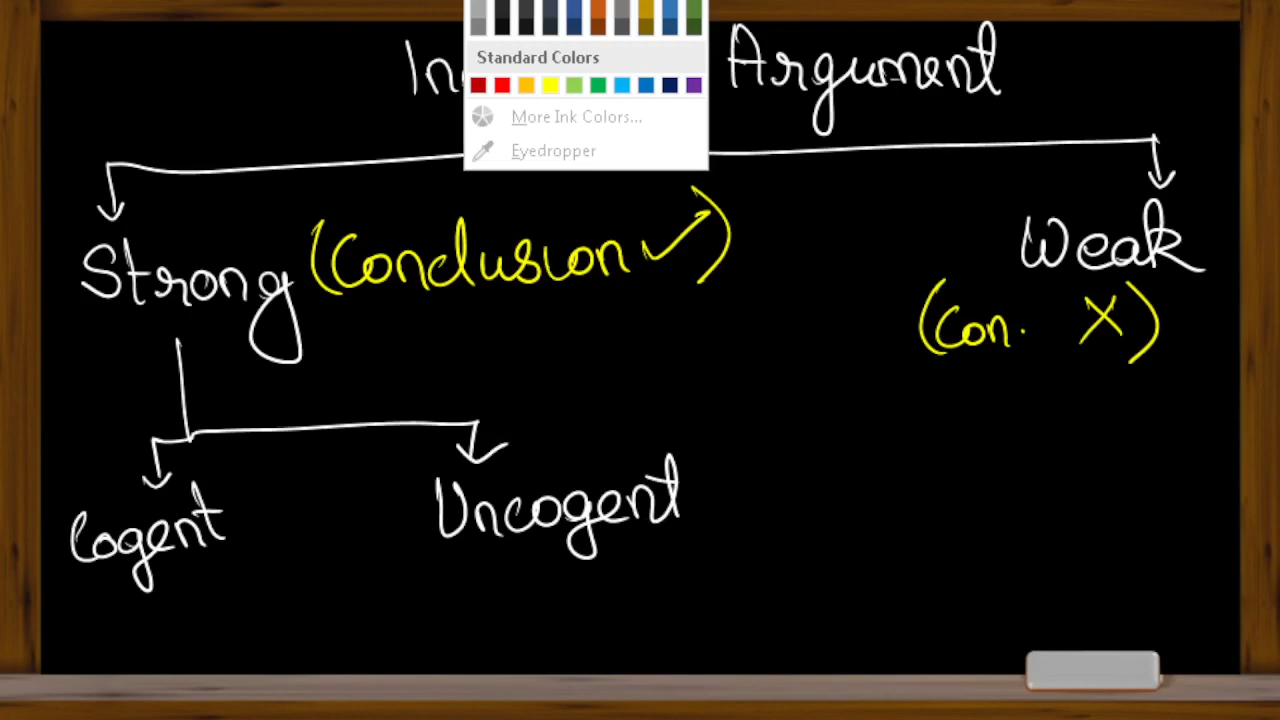 Standard Colors
In Argument
More Ink Colors...
Eyedropper
Strong (Conclusion ✓)
Weak
(Con. X)
Cogent
Uncogent